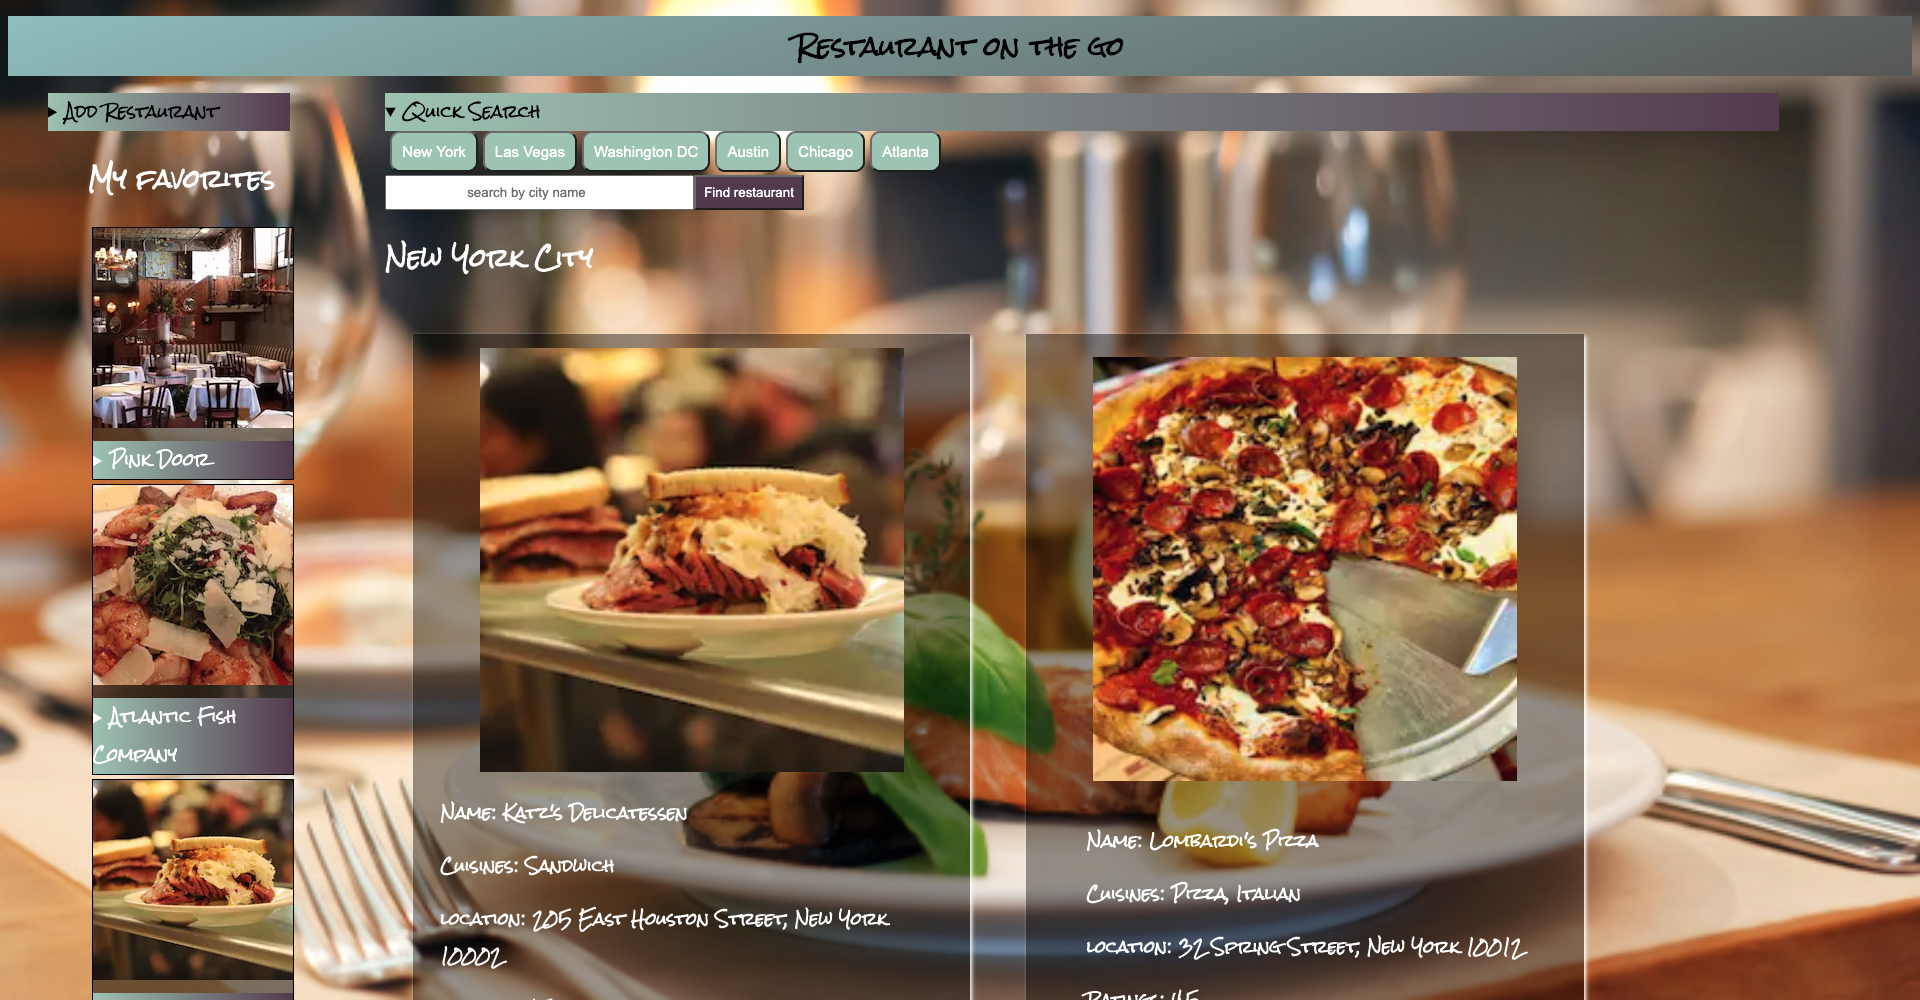 Restaurant on the go
Add Restaurant
Quick Search
New York
Las Vegas
Washington DC
Austin
Chicago
Atlanta
search by city name
Find restaurant
My favorites
New York City
Pink Door
Atlantic Fish
Company
Name: Katz's Delicatessen
Cuisines: Sandwich
location: 205 East Houston Street, New York
10002
Name: Lombardi's Pizza
Cuisines: Pizza, Italian
location: 32 Spring Street, New York 10012